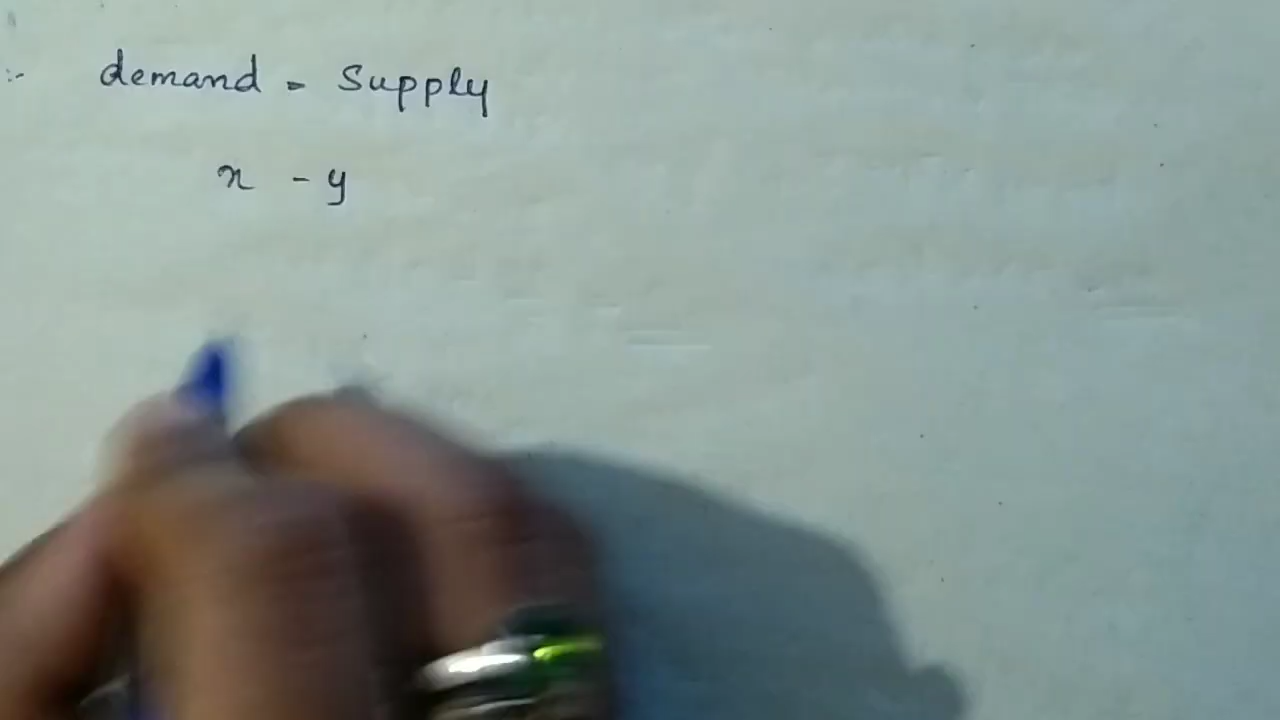 :- demand = Supply
x - y